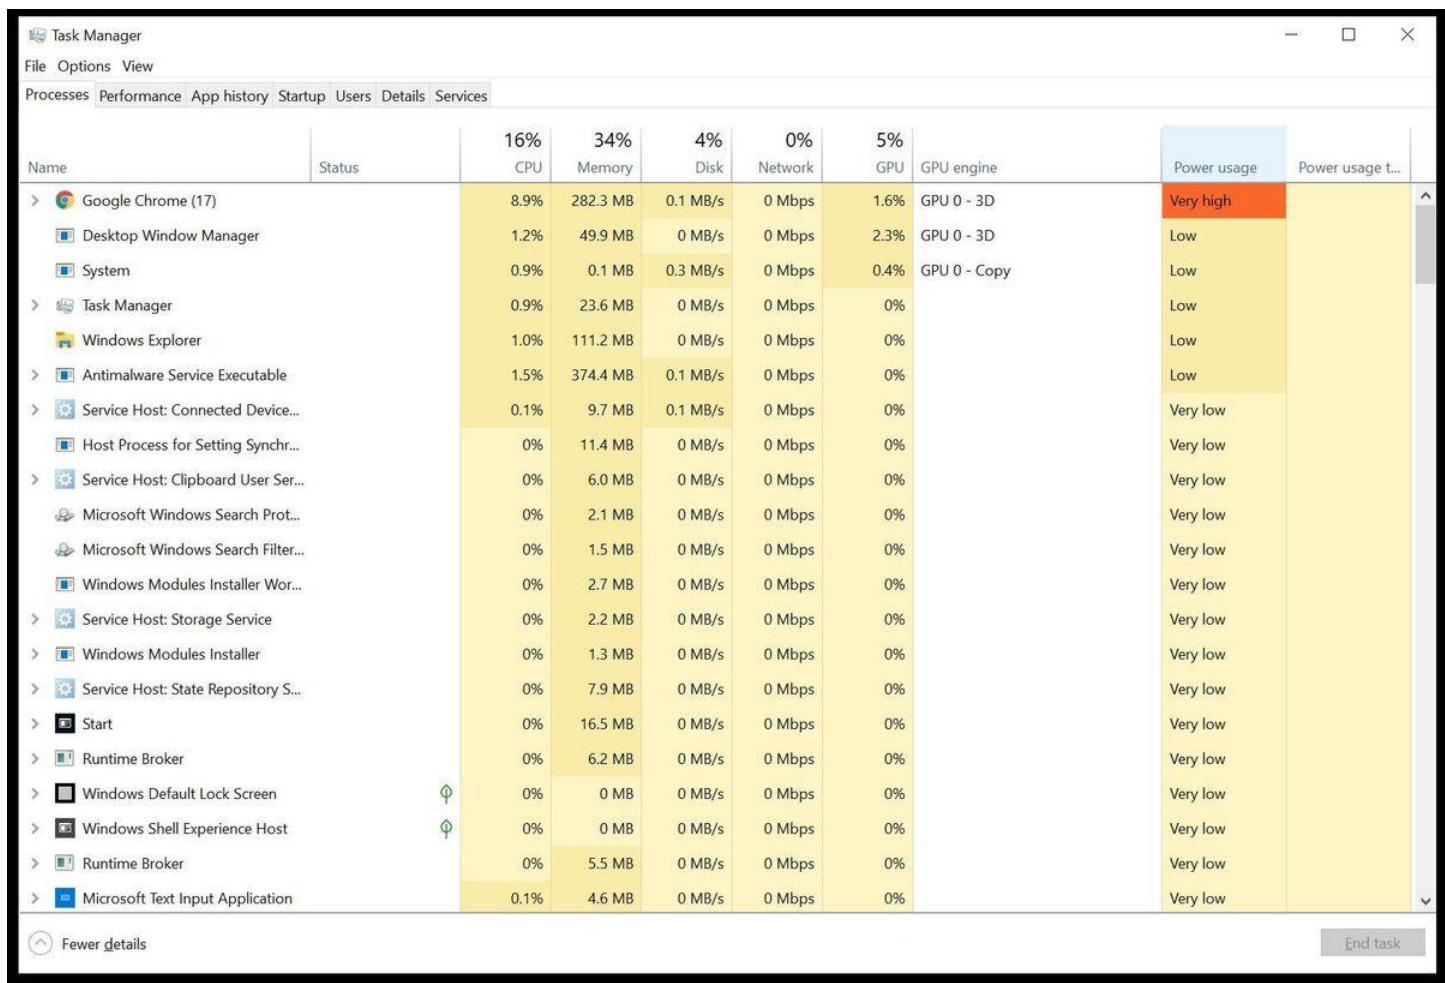 Task Manager
File Options View
Processes Performance App history Startup Users Details Services
16% 34% 4% 0% 5%
Name Status CPU Memory Disk Network GPU GPU engine Power usage Power usage t...
Google Chrome (17) 8.9% 282.3 MB 0.1 MB/s 0 Mbps 1.6% GPU 0 - 3D Very high
Desktop Window Manager 1.2% 49.9 MB 0 MB/s 0 Mbps 2.3% GPU 0 - 3D Low
System 0.9% 0.1 MB 0.3 MB/s 0 Mbps 0.4% GPU 0 - Copy Low
Task Manager 0.9% 23.6 MB 0 MB/s 0 Mbps 0% Low
Windows Explorer 1.0% 111.2 MB 0 MB/s 0 Mbps 0% Low
Antimalware Service Executable 1.5% 374.4 MB 0.1 MB/s 0 Mbps 0% Low
Service Host: Connected Device... 0.1% 9.7 MB 0.1 MB/s 0 Mbps 0% Very low
Host Process for Setting Synchr... 0% 11.4 MB 0 MB/s 0 Mbps 0% Very low
Service Host: Clipboard User Ser... 0% 6.0 MB 0 MB/s 0 Mbps 0% Very low
Microsoft Windows Search Prot... 0% 2.1 MB 0 MB/s 0 Mbps 0% Very low
Microsoft Windows Search Filter... 0% 1.5 MB 0 MB/s 0 Mbps 0% Very low
Windows Modules Installer Wor... 0% 2.7 MB 0 MB/s 0 Mbps 0% Very low
Service Host: Storage Service 0% 2.2 MB 0 MB/s 0 Mbps 0% Very low
Windows Modules Installer 0% 1.3 MB 0 MB/s 0 Mbps 0% Very low
Service Host: State Repository S... 0% 7.9 MB 0 MB/s 0 Mbps 0% Very low
Start 0% 16.5 MB 0 MB/s 0 Mbps 0% Very low
Runtime Broker 0% 6.2 MB 0 MB/s 0 Mbps 0% Very low
Windows Default Lock Screen 0% 0 MB 0 MB/s 0 Mbps 0% Very low
Windows Shell Experience Host 0% 0 MB 0 MB/s 0 Mbps 0% Very low
Runtime Broker 0% 5.5 MB 0 MB/s 0 Mbps 0% Very low
Microsoft Text Input Application 0.1% 4.6 MB 0 MB/s 0 Mbps 0% Very low
Fewer details End task